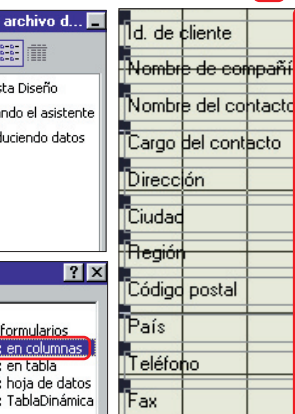 archivo d...
sta Diseño
ndo el asistente
duciendo datos
formularios
: en columnas
: en tabla
: hoja de datos
: TablaDinámica
Id. de cliente
Nombre de compañí
Nombre del contacto
Cargo del contacto
Dirección
Ciudad
Región
Código postal
País
Teléfono
Fax